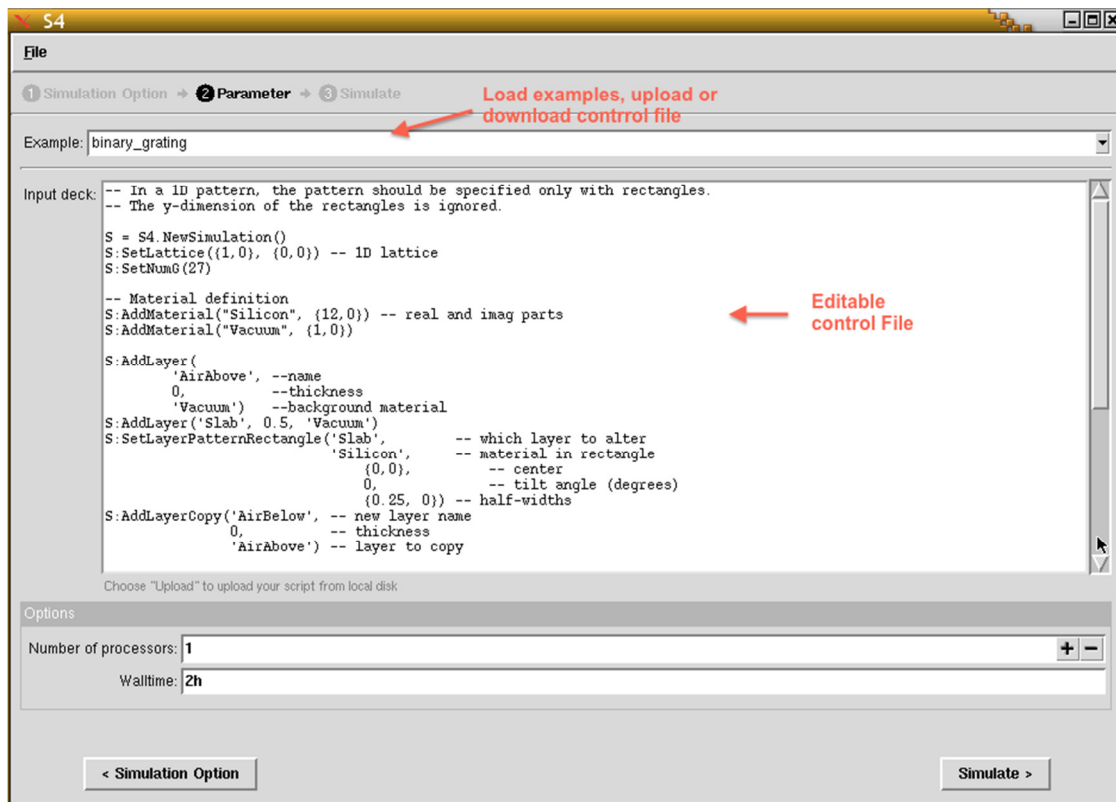 S4
File
1 Simulation Option → 2 Parameter → 3 Simulate
Load examples, upload or
download contrrol file
Example: binary_grating
Input deck:
-- In a 1D pattern, the pattern should be specified only with rectangles.
-- The y-dimension of the rectangles is ignored.
S = S4.NewSimulation()
S:SetLattice({1,0}, {0,0}) -- 1D lattice
S:SetNumG(27)
-- Material definition
S:AddMaterial("Silicon", {12,0}) -- real and imag parts
S:AddMaterial("Vacuum", {1,0})
Editable
control File
S:AddLayer(
'AirAbove', --name
0, --thickness
'Vacuum') --background material
S:AddLayer('Slab', 0.5, 'Vacuum')
S:SetLayerPatternRectangle('Slab', -- which layer to alter
'Silicon', -- material in rectangle
{0,0}, -- center
0, -- tilt angle (degrees)
{0.25, 0}) -- half-widths
S:AddLayerCopy('AirBelow', -- new layer name
0, -- thickness
'AirAbove') -- layer to copy
Choose "Upload" to upload your script from local disk
Options
Number of processors: 1 + −
Walltime: 2h
< Simulation Option
Simulate >